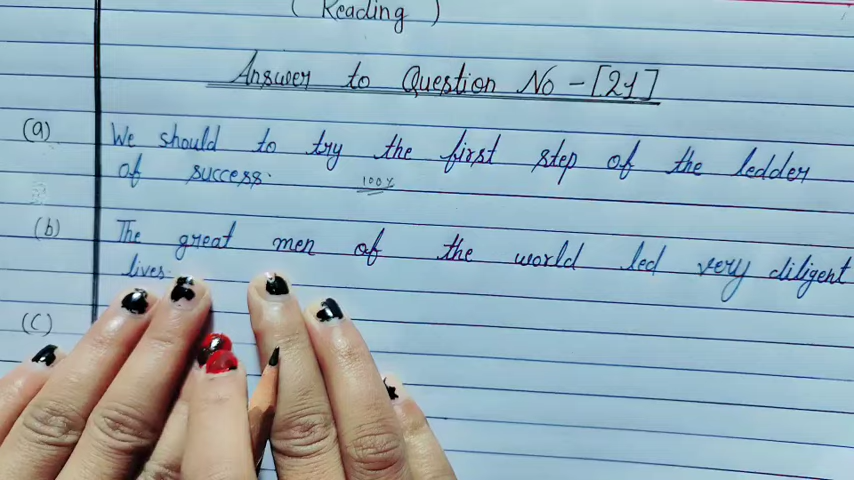 ( Reading )
Answer to Question No - [21]
(a) We should to try the first step of the ledder
of success.
100%
(b) The great men of the world led very diligent
lives.
(c)